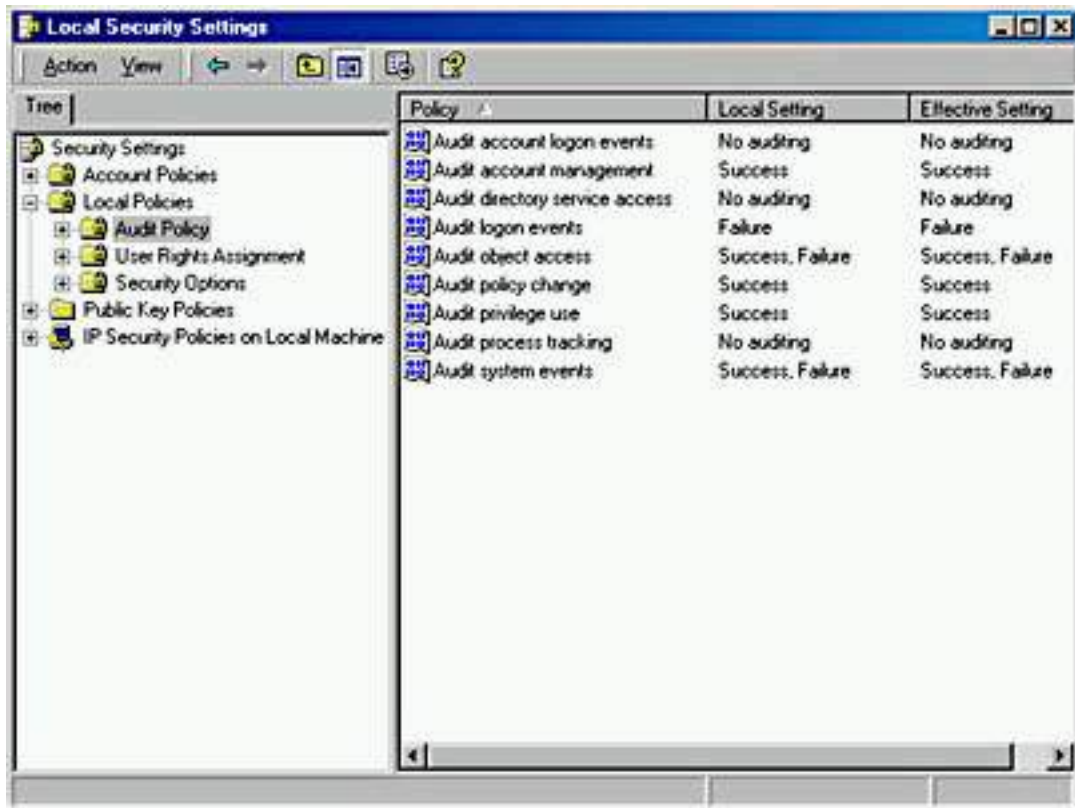 Local Security Settings
Action View
Tree
Security Settings
Account Policies
Local Policies
Audit Policy
User Rights Assignment
Security Options
Public Key Policies
IP Security Policies on Local Machine
Policy Local Setting Effective Setting
Audit account logon events No auditing No auditing
Audit account management Success Success
Audit directory service access No auditing No auditing
Audit logon events Failure Failure
Audit object access Success, Failure Success, Failure
Audit policy change Success Success
Audit privilege use Success Success
Audit process tracking No auditing No auditing
Audit system events Success, Failure Success, Failure